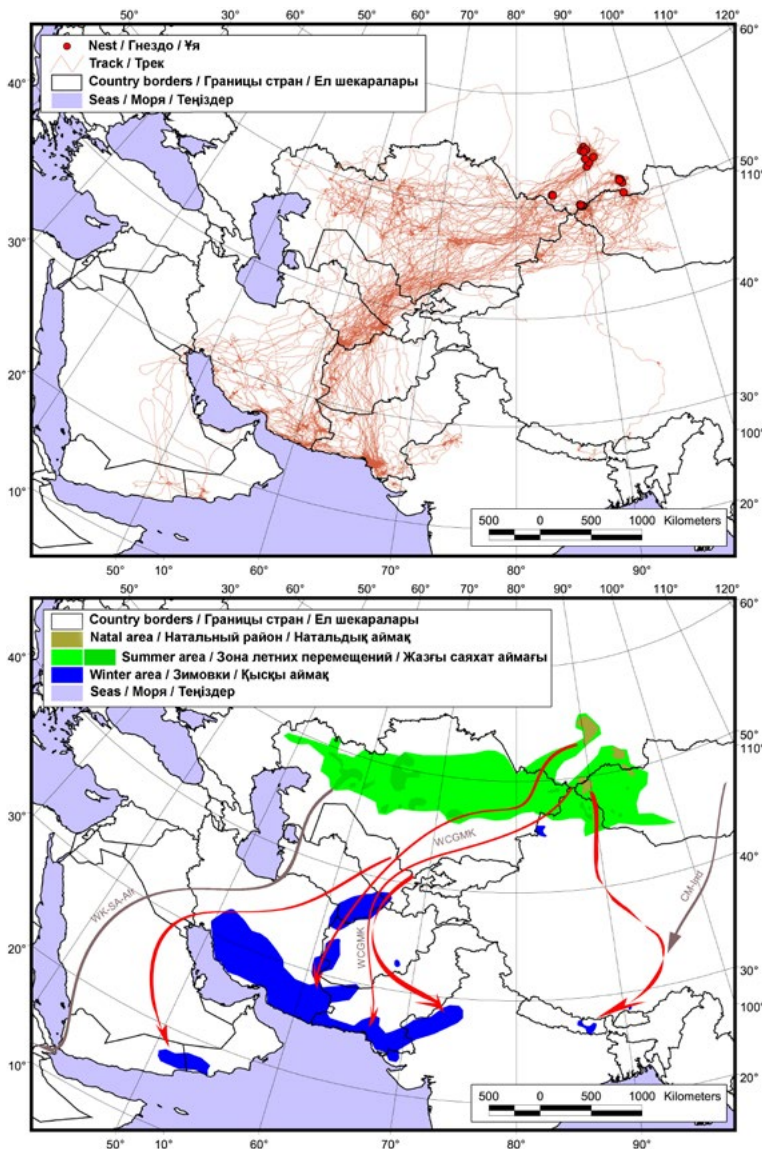 30° 40° 50° 60° 70° 80° 90° 100° 110° 120°
Nest / Гнездо / Ұя
Track / Трек
Country borders / Границы стран / Ел шекаралары
Seas / Моря / Теңіздер
60°
40°
50°
110°
30°
40°
20°
30°
100°
10°
20°
500 0 500 1000 Kilometers
50° 60° 70° 80° 90°
30° 40° 50° 60° 70° 80° 90° 100° 110° 120°
Country borders / Границы стран / Ел шекаралары
Natal area / Натальный район / Натальдық аймақ
Summer area / Зона летних перемещений / Жазғы саяхат аймағы
Winter area / Зимовки / Қысқы аймақ
Seas / Моря / Теңіздер
60°
40°
50°
110°
30°
WCGMK
40°
CM-Ind
WK-SA-Afr
WCGMK
20°
30°
100°
10°
20°
500 0 500 1000 Kilometers
50° 10° 60° 70° 80° 90°